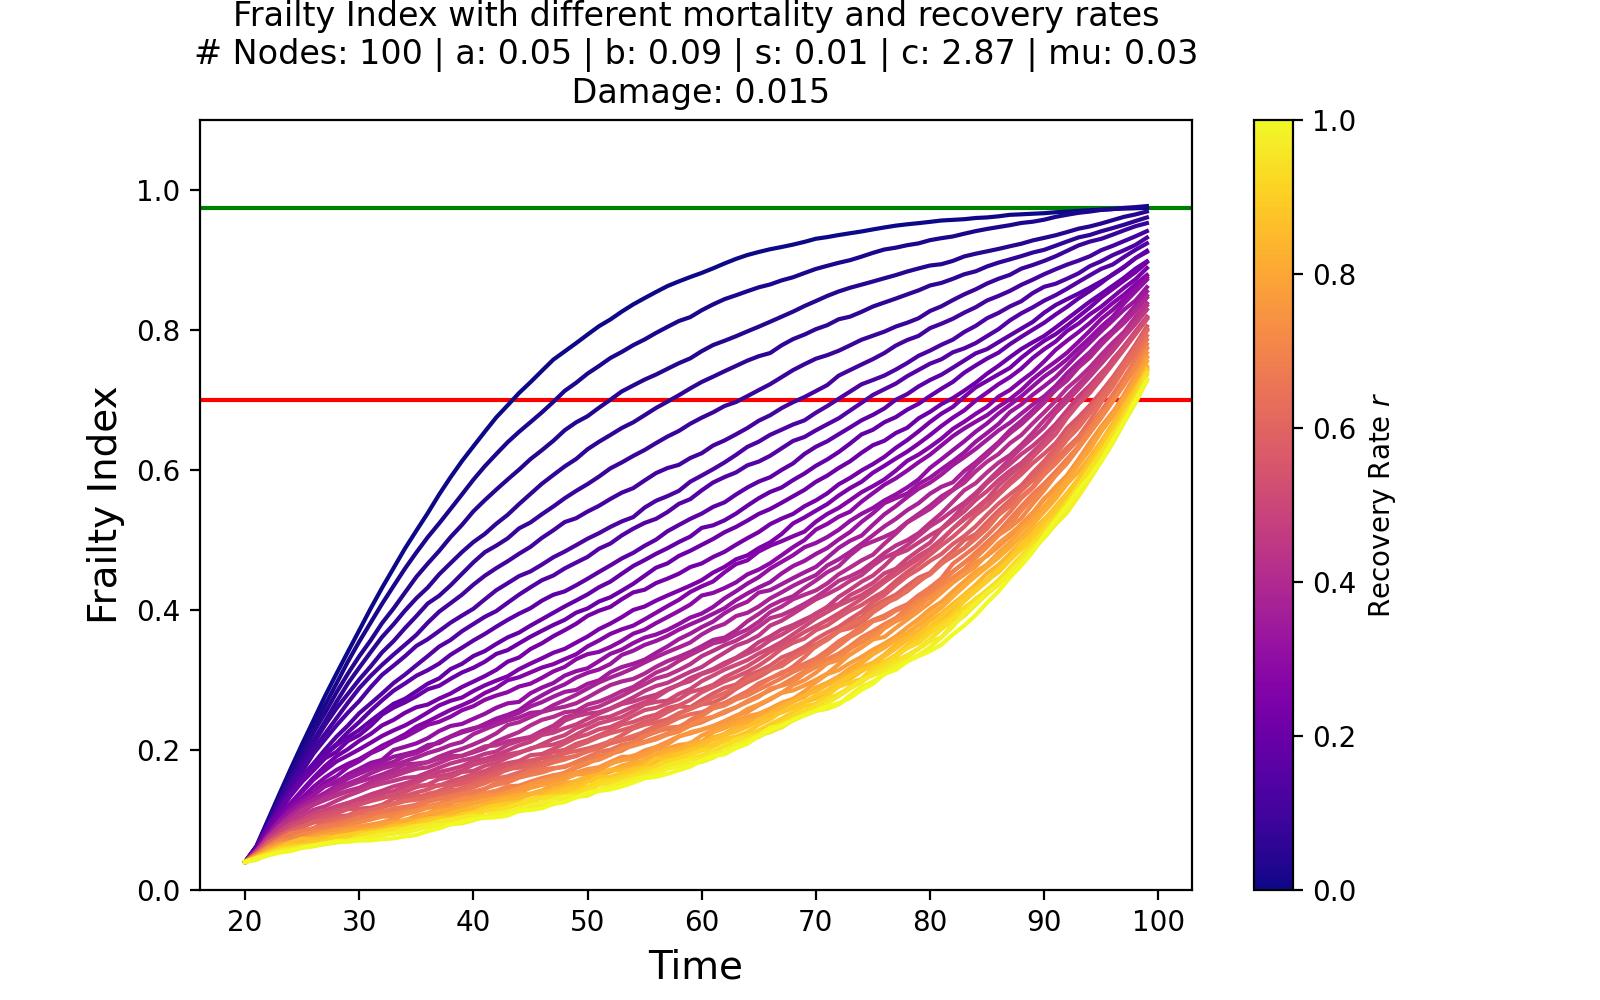 Frailty Index with different mortality and recovery rates
# Nodes: 100 | a: 0.05 | b: 0.09 | s: 0.01 | c: 2.87 | mu: 0.03
Damage: 0.015
1.0
0.8
0.6
0.4
0.2
0.0
Frailty Index
20 30 40 50 60 70 80 90 100
Time
1.0
0.8
0.6
0.4
0.2
0.0
Recovery Rate r